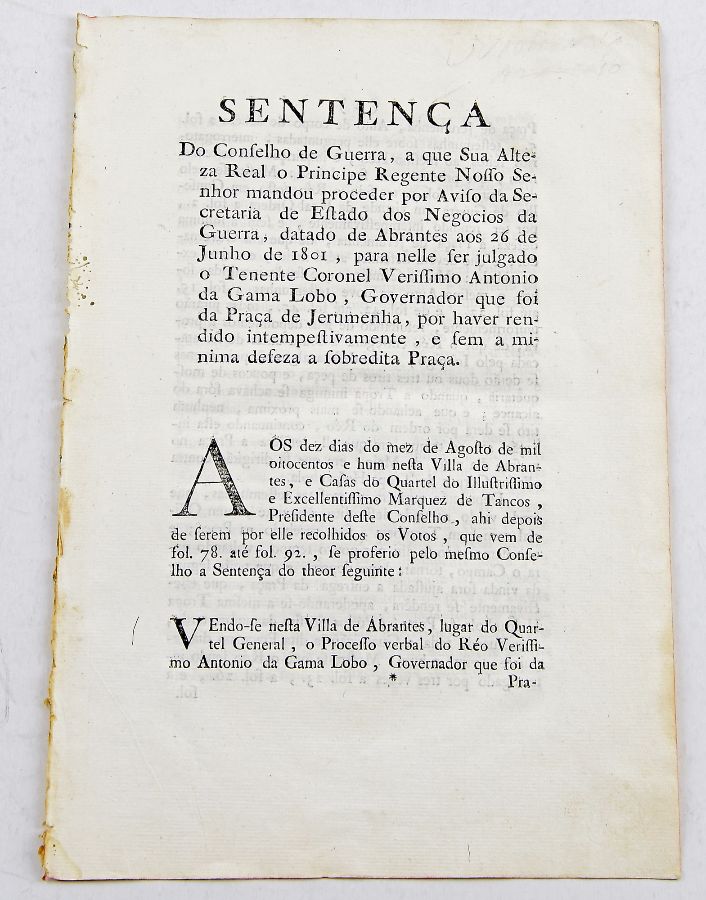 SENTENÇA
Do Conſelho de Guerra, a que Sua Alte-
za Real o Principe Regente Noſſo Se-
nhor mandou proceder por Aviſo da Se-
cretaria de Eſtado dos Negocios da
Guerra, datado de Abrantes aos 26 de
Junho de 1801, para nelle ſer julgado
o Tenente Coronel Veriſſimo Antonio
da Gama Lobo, Governador que foi
da Praça de Jerumenha, por haver ren-
dido intempeſtivamente, e ſem a mi-
nima defeza a ſobredita Praça.
AOS dez dias do mez de Agoſto de mil
oitocentos e hum neſta Villa de Abran-
tes, e Caſas do Quartel do Illuſtriſſimo
e Excellentiſſimo Marquez de Tancos,
Preſidente deſte Conſelho, ahi depois
de ſerem por elle recolhidos os Votos, que vem de
fol. 78. até fol. 92., ſe proferio pelo meſmo Conſe-
lho a Sentença do theor ſeguinte:
VEndo-ſe neſta Villa de Abrantes, lugar do Quar-
tel General, o Proceſſo verbal do Réo Veriſſi-
mo Antonio da Gama Lobo, Governador que foi da
* Pra-